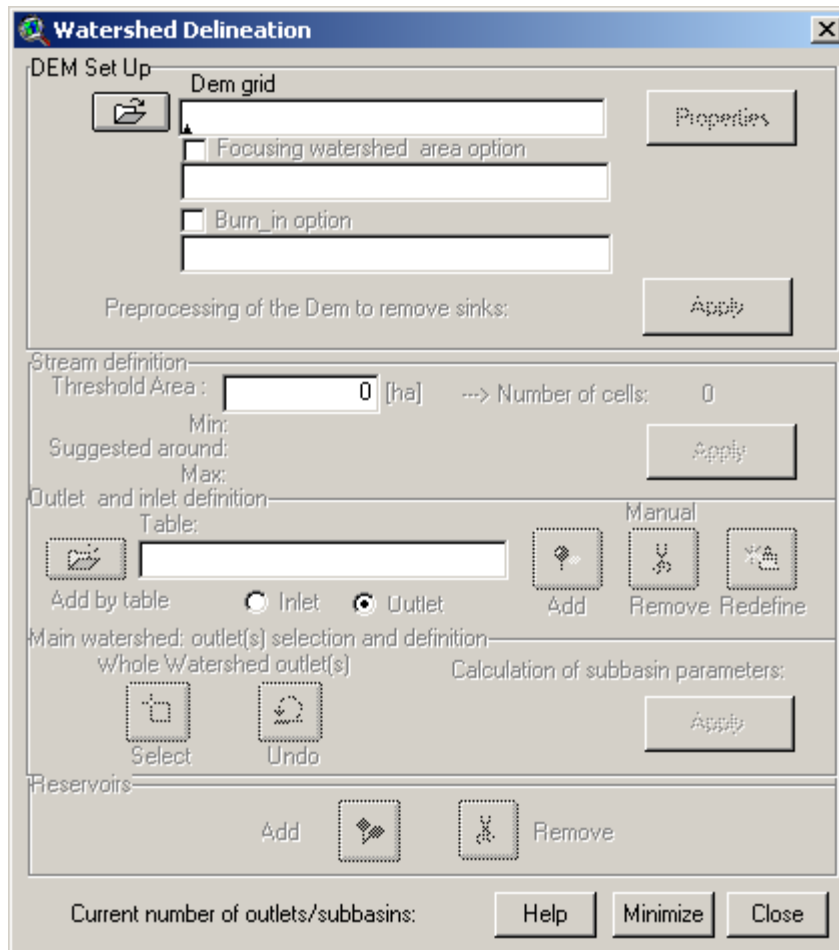 Watershed Delineation
DEM Set Up
Dem grid
Properties
Focusing watershed area option
Burn_in option
Preprocessing of the Dem to remove sinks:
Apply
Stream definition
Threshold Area :
0 [ha] ---> Number of cells: 0
Min:
Suggested around:
Apply
Max:
Outlet and inlet definition
Table:
Manual
Add by table
Inlet
Outlet
Add
Remove
Redefine
Main watershed: outlet(s) selection and definition
Whole Watershed outlet(s)
Calculation of subbasin parameters:
Select
Undo
Apply
Reservoirs
Add
Remove
Current number of outlets/subbasins:
Help
Minimize
Close